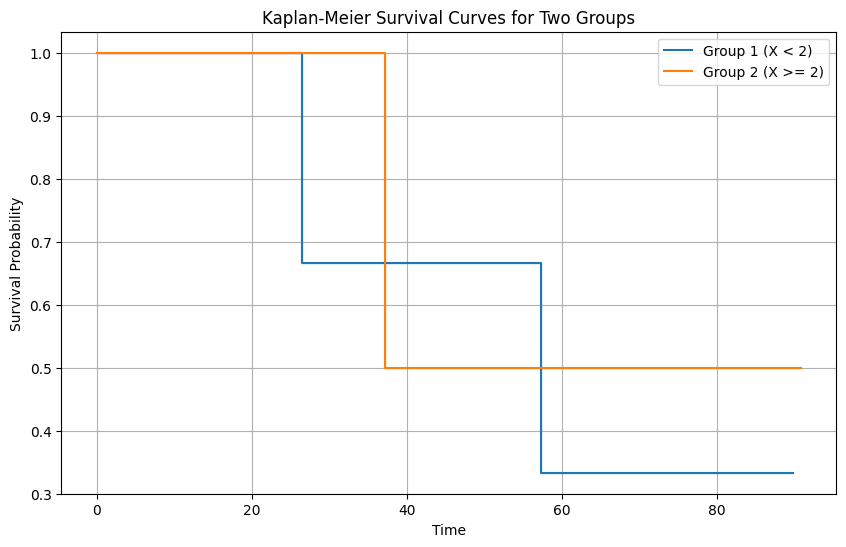 Kaplan-Meier Survival Curves for Two Groups
Group 1 (X < 2)
Group 2 (X >= 2)
1.0
0.9
0.8
0.7
0.6
0.5
0.4
0.3
Survival Probability
0 20 40 60 80
Time